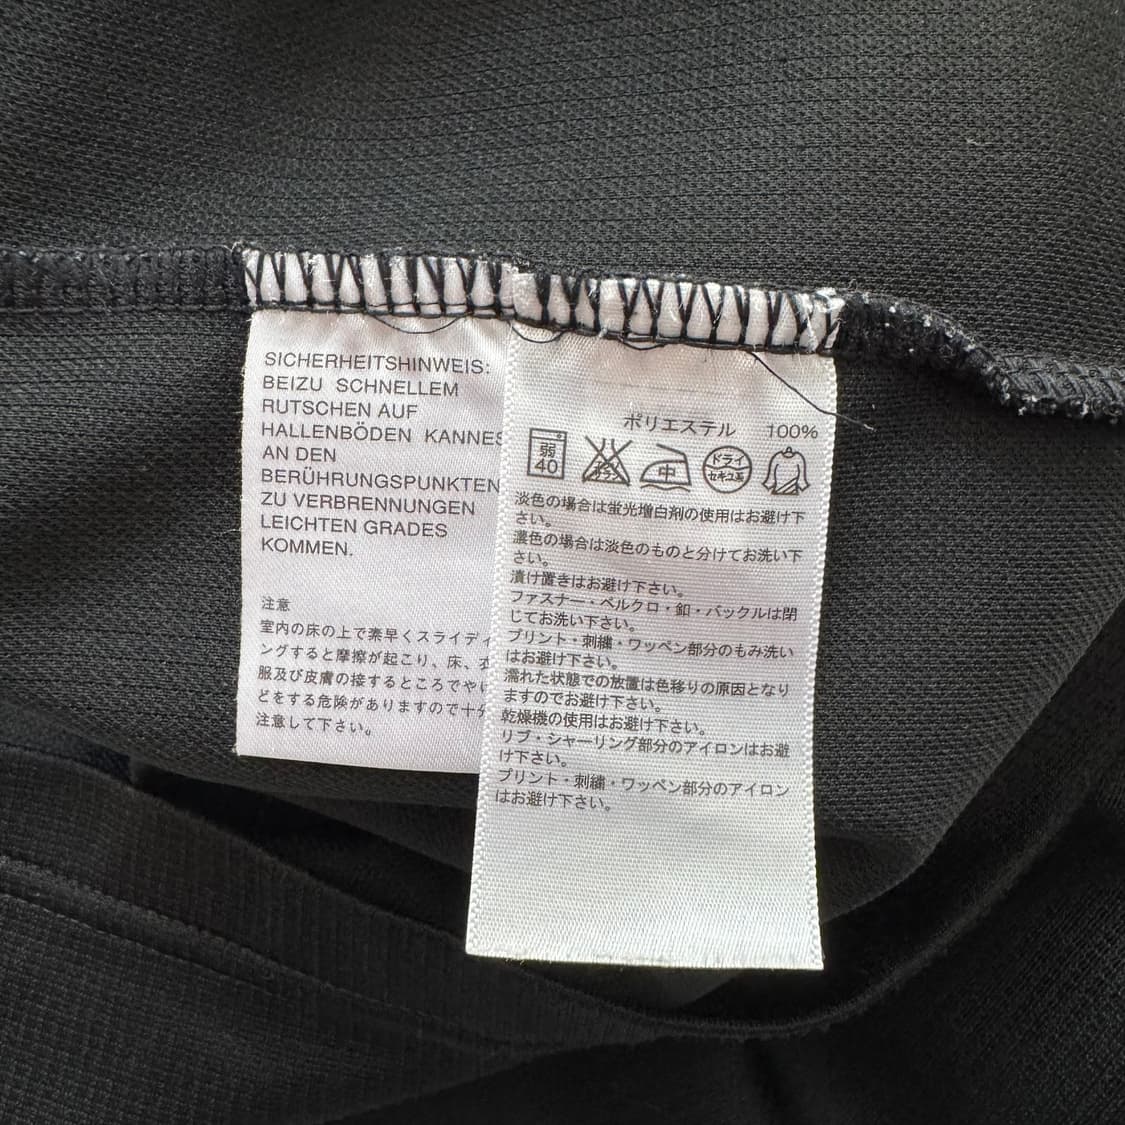 SICHERHEITSHINWEIS:
BEIZU SCHNELLEM
RUTSCHEN AUF
HALLENBÖDEN KANNES
AN DEN
BERÜHRUNGSPUNKTEN
ZU VERBRENNUNGEN
LEICHTEN GRADES
KOMMEN.
注意
室内の床の上で素早くスライディ
ングすると摩擦が起こり、床、衣
服及び皮膚の接するところでやけ
どをする危険がありますので十分
注意して下さい。
ポリエステル 100%
弱
40
中
ドライ
セキユ系
淡色の場合は蛍光増白剤の使用はお避け下
さい。
濃色の場合は淡色のものと分けてお洗い下
さい。
漬け置きはお避け下さい。
ファスナー・ベルクロ・釦・バックルは閉
じてお洗い下さい。
プリント・刺繍・ワッペン部分のもみ洗い
はお避け下さい。
濡れた状態での放置は色移りの原因となり
ますのでお避け下さい。
乾燥機の使用はお避け下さい。
リブ・シャーリング部分のアイロンはお避
け下さい。
プリント・刺繍・ワッペン部分のアイロン
はお避け下さい。